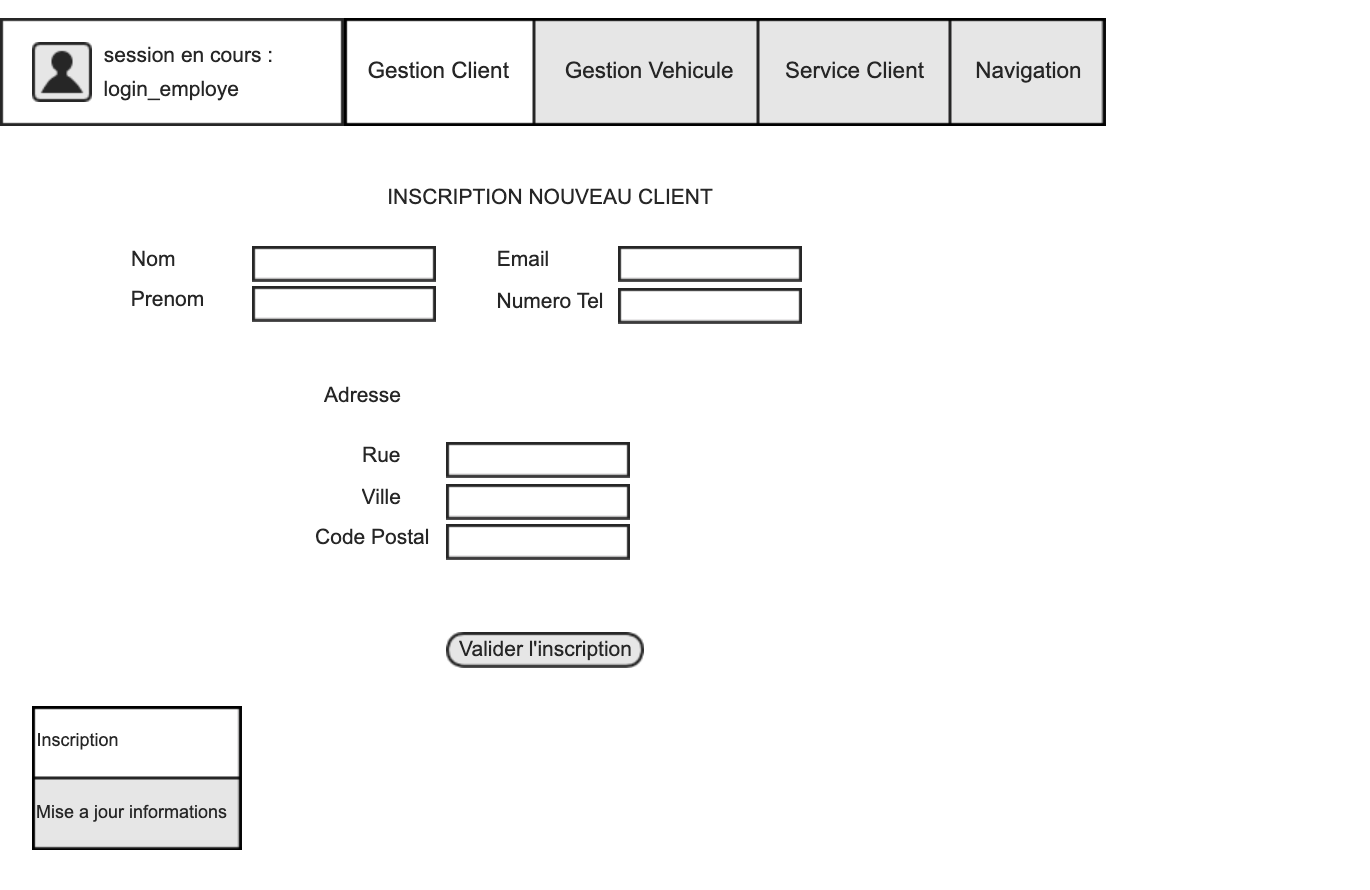 session en cours :
login_employe
Gestion Client
Gestion Vehicule
Service Client
Navigation
INSCRIPTION NOUVEAU CLIENT
Nom
Email
Prenom
Numero Tel
Adresse
Rue
Ville
Code Postal
Valider l'inscription
Inscription
Mise a jour informations